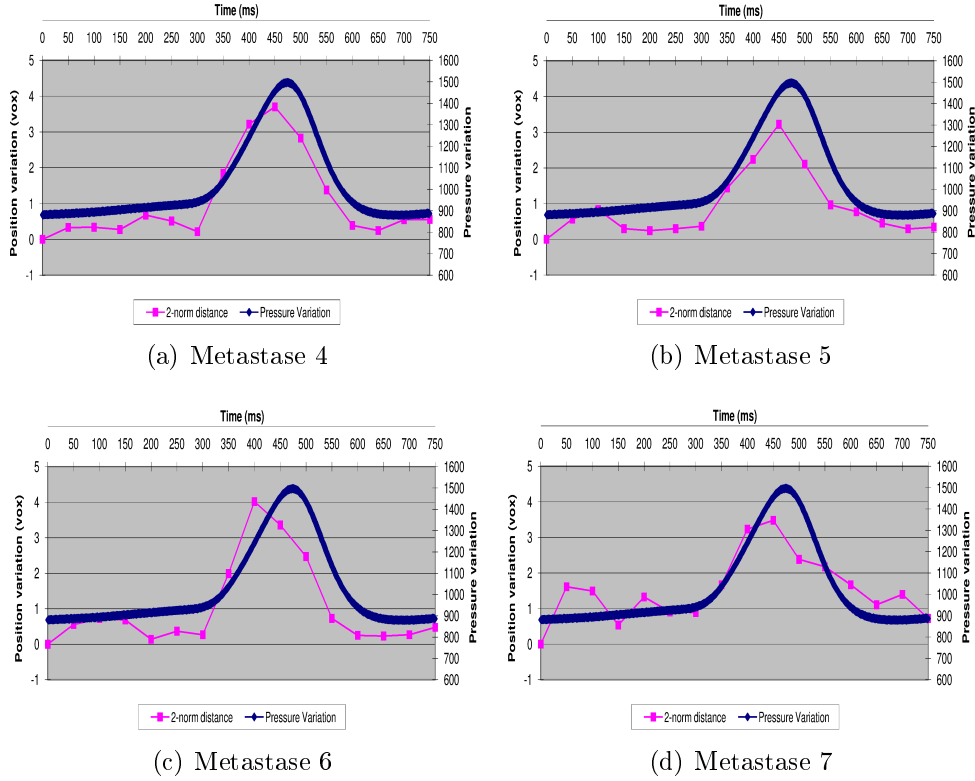 Time (ms)
0 50 100 150 200 250 300 350 400 450 500 550 600 650 700 750
5 4 3 2 1 0 -1
Position variation (vox)
1600 1500 1400 1300 1200 1100 1000 900 800 700 600
Pressure variation
2-norm distance Pressure Variation
(a) Metastase 4
Time (ms)
0 50 100 150 200 250 300 350 400 450 500 550 600 650 700 750
5 4 3 2 1 0 -1
Position variation (vox)
1600 1500 1400 1300 1200 1100 1000 900 800 700 600
Pressure variation
2-norm distance Pressure Variation
(b) Metastase 5
Time (ms)
0 50 100 150 200 250 300 350 400 450 500 550 600 650 700 750
5 4 3 2 1 0 -1
Position variation (vox)
1600 1500 1400 1300 1200 1100 1000 900 800 700 600
Pressure variation
2-norm distance Pressure Variation
(c) Metastase 6
Time (ms)
0 50 100 150 200 250 300 350 400 450 500 550 600 650 700 750
5 4 3 2 1 0 -1
Position variation (vox)
1600 1500 1400 1300 1200 1100 1000 900 800 700 600
Pressure variation
2-norm distance Pressure Variation
(d) Metastase 7